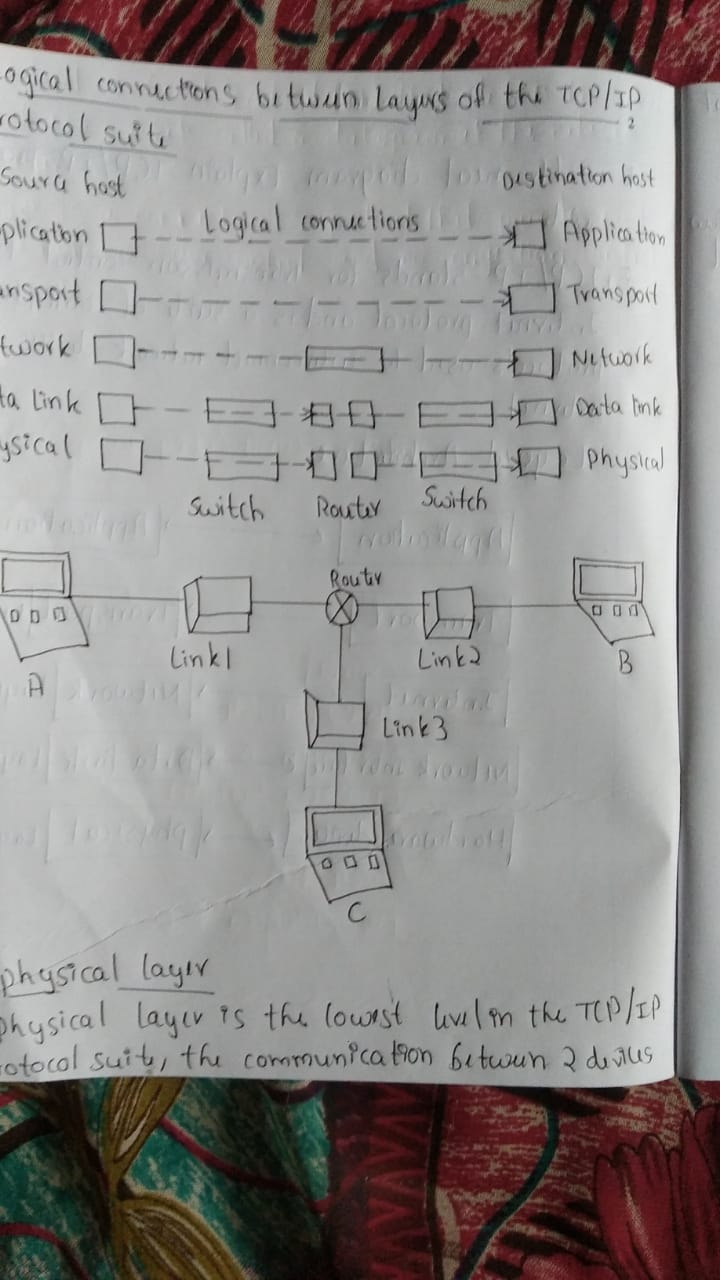 ogical connections between Layers of the TCP/IP
rotocol suite
2
Source host Destination host
plication Logical connections Application
ansport Transport
twork Network
ta Link Data link
ysical Physical
Switch Router Switch
Router
Link1 Link2
A B
Link3
C
physical layer
physical layer is the lowest level in the TCP/IP
rotocol suite, the communication between 2 devices